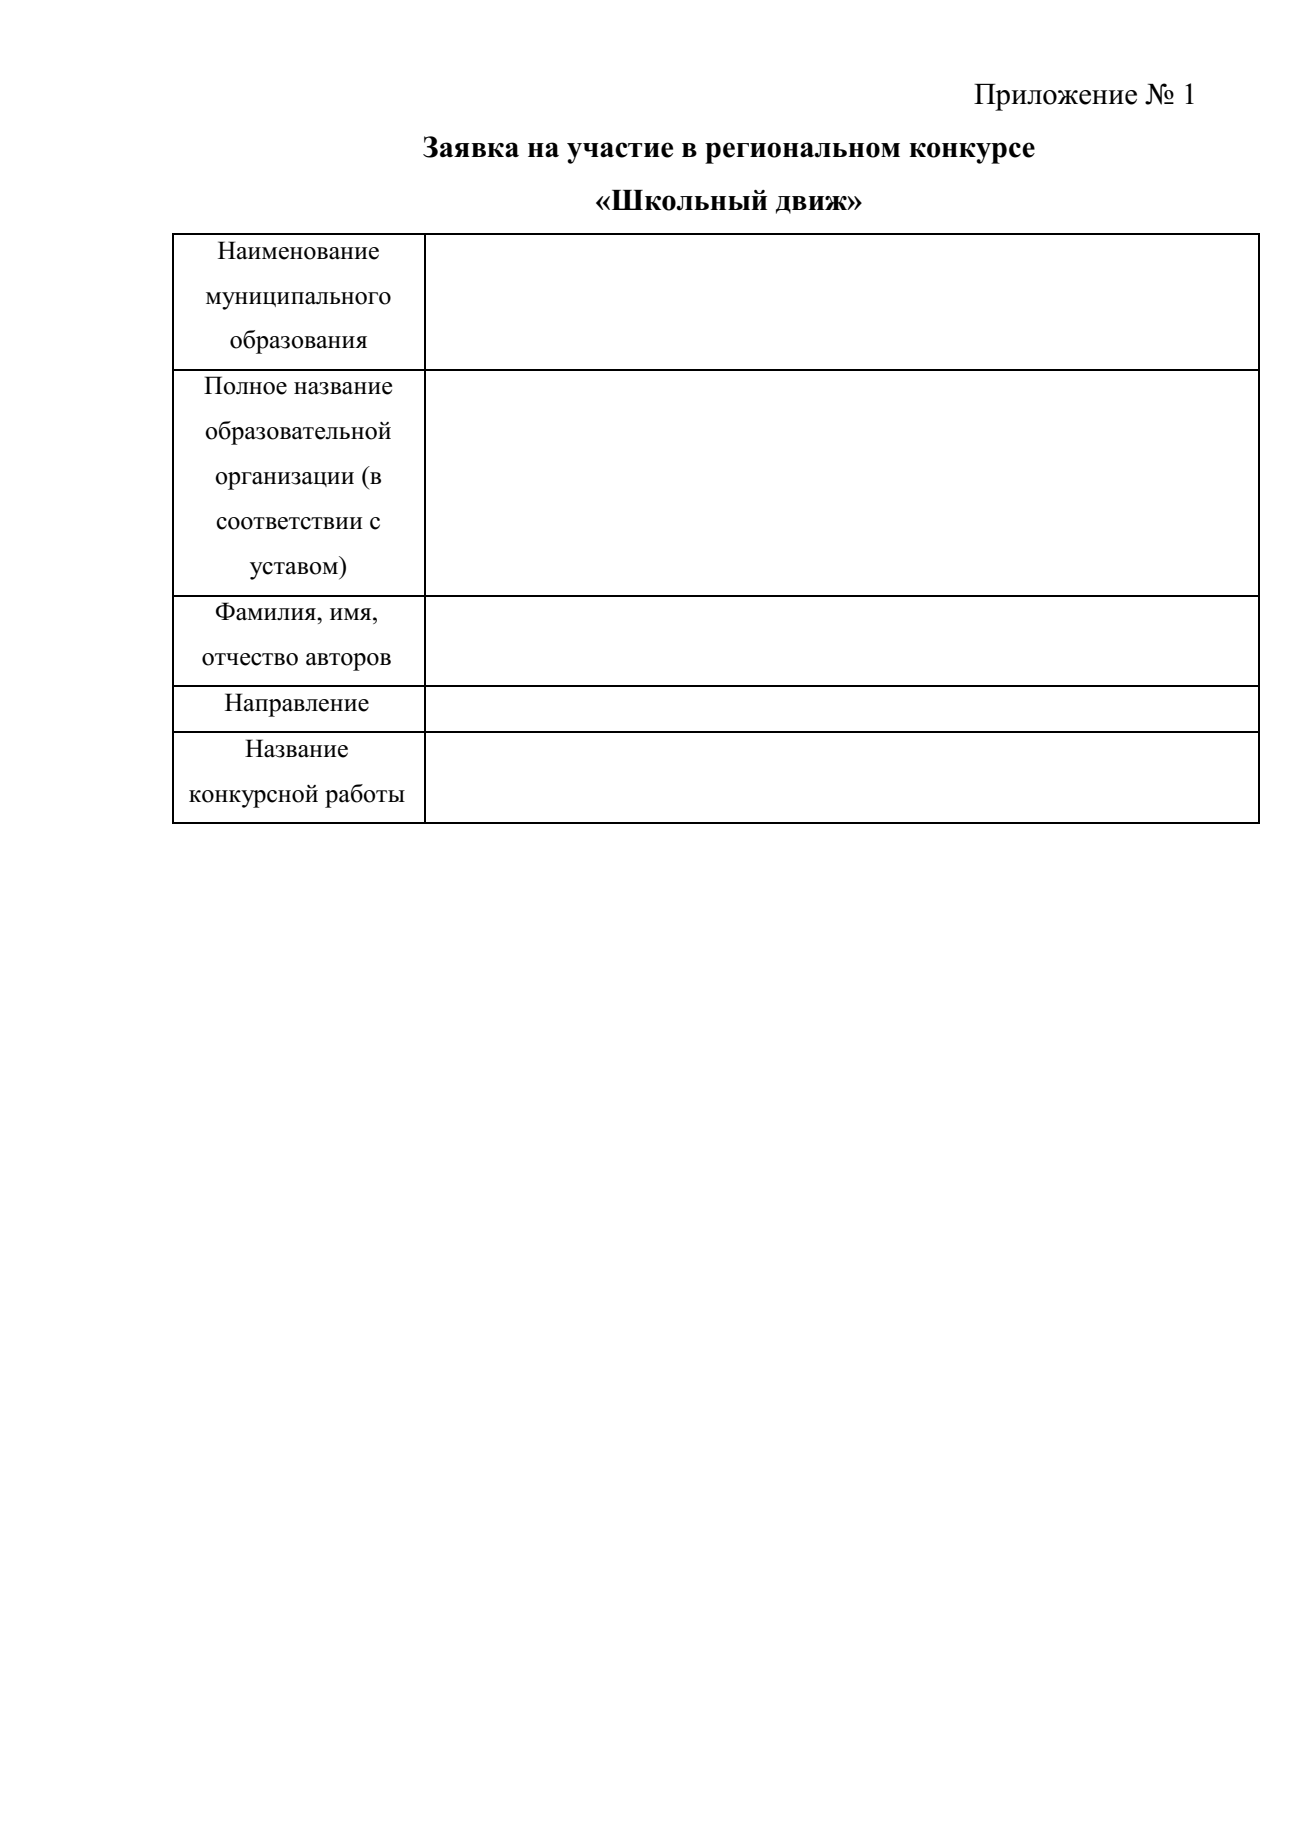 Приложение № 1
Заявка на участие в региональном конкурсе
«Школьный движ»
Наименование
муниципального
образования
Полное название
образовательной
организации (в
соответствии с
уставом)
Фамилия, имя,
отчество авторов
Направление
Название
конкурсной работы